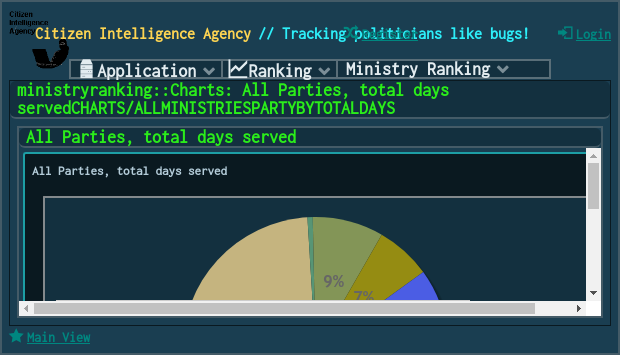 Citizen
Intelligence
Agency
Citizen Intelligence Agency // Tracking politicians like bugs!
Login
Application
Ranking
Ministry Ranking
ministryranking::Charts: All Parties, total days
servedCHARTS/ALLMINISTRIESPARTYBYTOTALDAYS
All Parties, total days served
All Parties, total days served
9%
7%
Main View